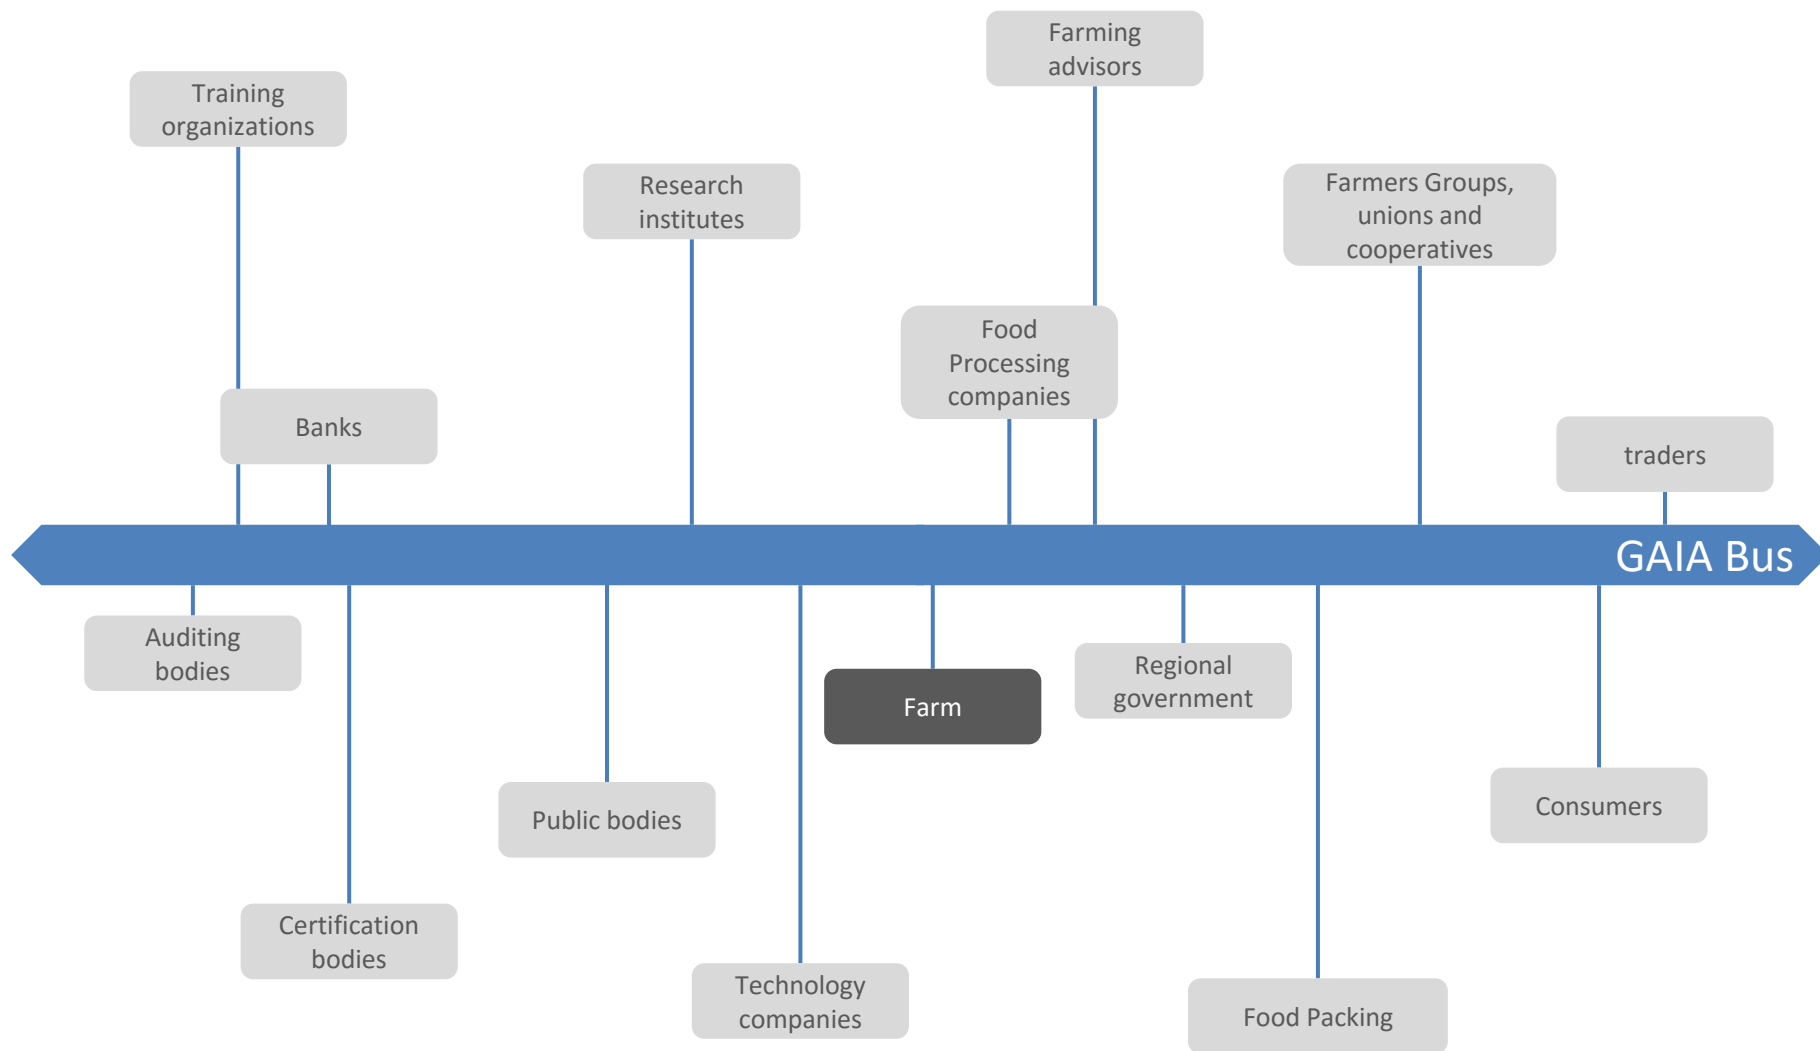 Farming
advisors
Training
organizations
Research
institutes
Farmers Groups,
unions and
cooperatives
Food
Processing
companies
Banks
traders
GAIA Bus
Auditing
bodies
Regional
government
Farm
Public bodies
Consumers
Certification
bodies
Technology
companies
Food Packing